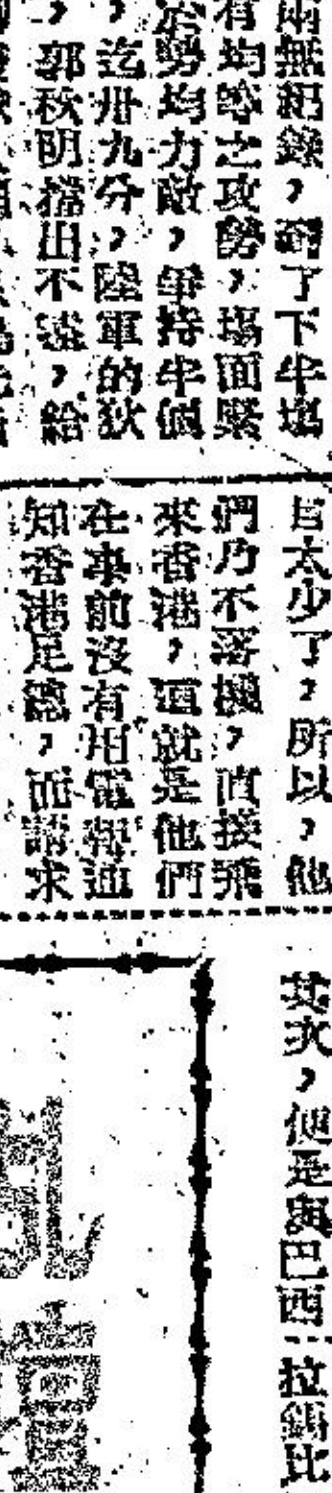 兩無紀錄，到了下半場
有均等之攻勢，場面緊
於勢均力敵，爭持半個
，迄卅九分，陸軍的狄
，郭秋明擋出不遠，給
目太少了，所以，他
們乃不落機，直接飛
來香港，這就是他們
在事前沒有用電報通
知香港足總，而請求
其次，便是與巴西
拉錫比